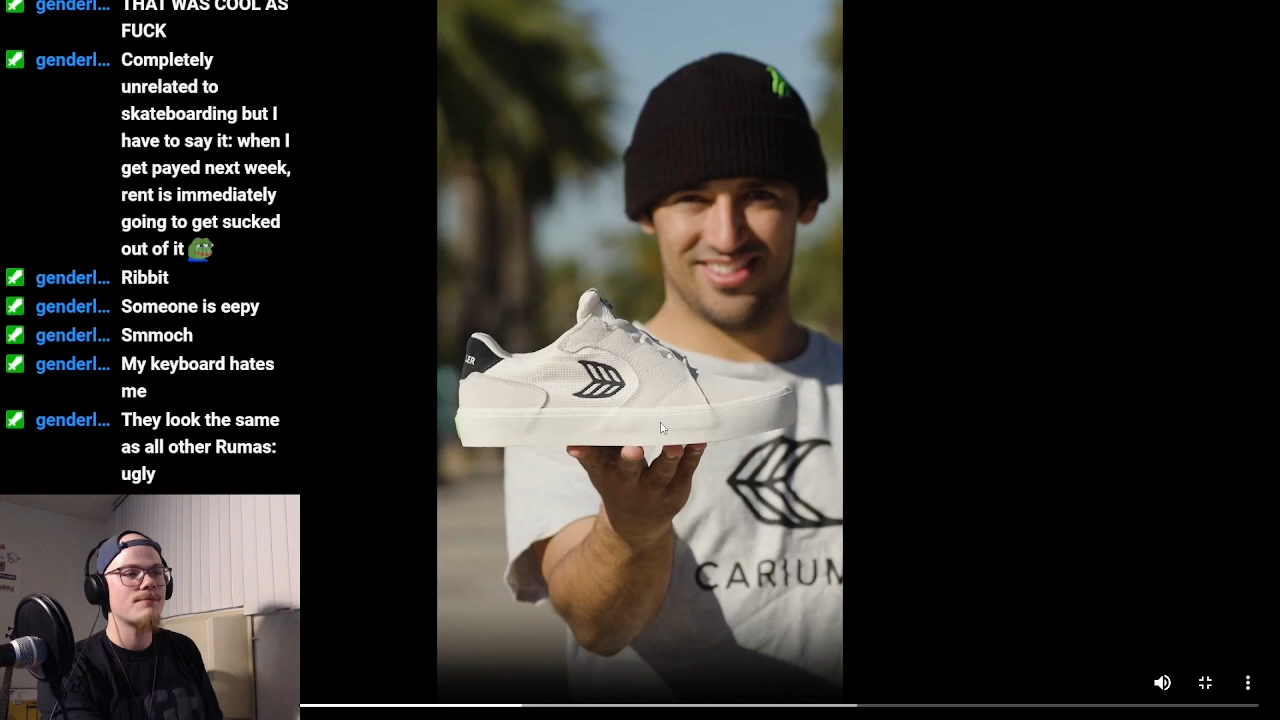 genderl... THAT WAS COOL AS
FUCK
genderl... Completely
unrelated to
skateboarding but I
have to say it: when I
get payed next week,
rent is immediately
going to get sucked
out of it
genderl... Ribbit
genderl... Someone is eepy
genderl... Smmoch
genderl... My keyboard hates
me
genderl... They look the same
as all other Rumas:
ugly
LER
CARIUM